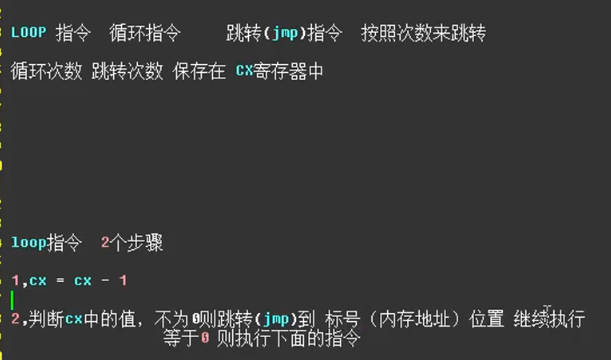 LOOP 指令 循环指令 跳转(jmp)指令 按照次数来跳转
循环次数 跳转次数 保存在 CX寄存器中
loop指令 2个步骤
1,cx = cx - 1
2,判断cx中的值，不为0则跳转(jmp)到 标号（内存地址）位置 继续执行
等于0 则执行下面的指令